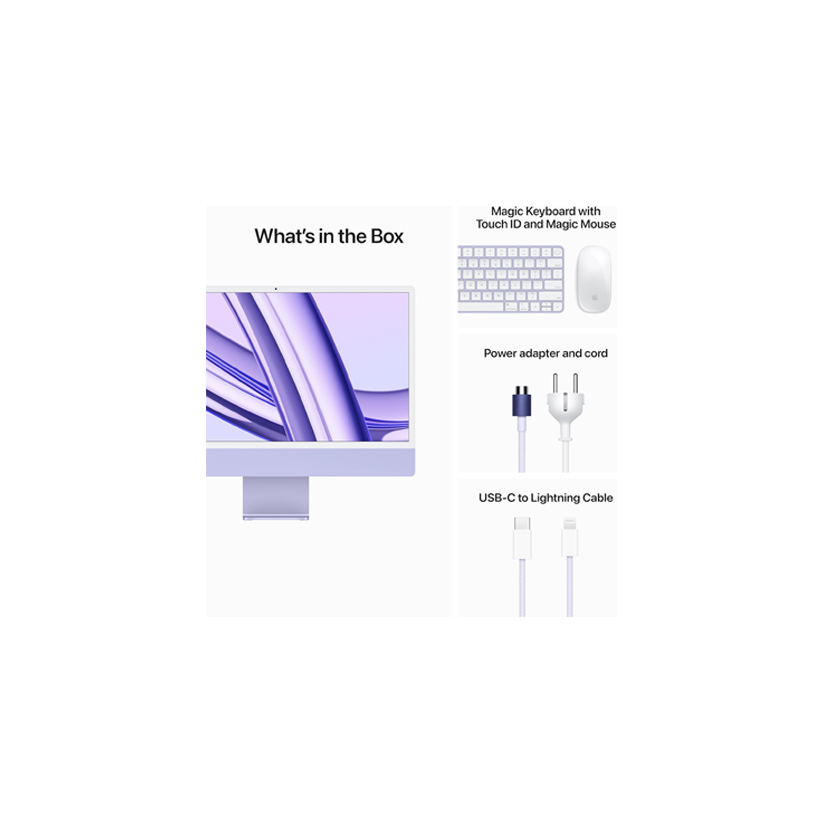 What's in the Box
Magic Keyboard with
Touch ID and Magic Mouse
Power adapter and cord
USB-C to Lightning Cable